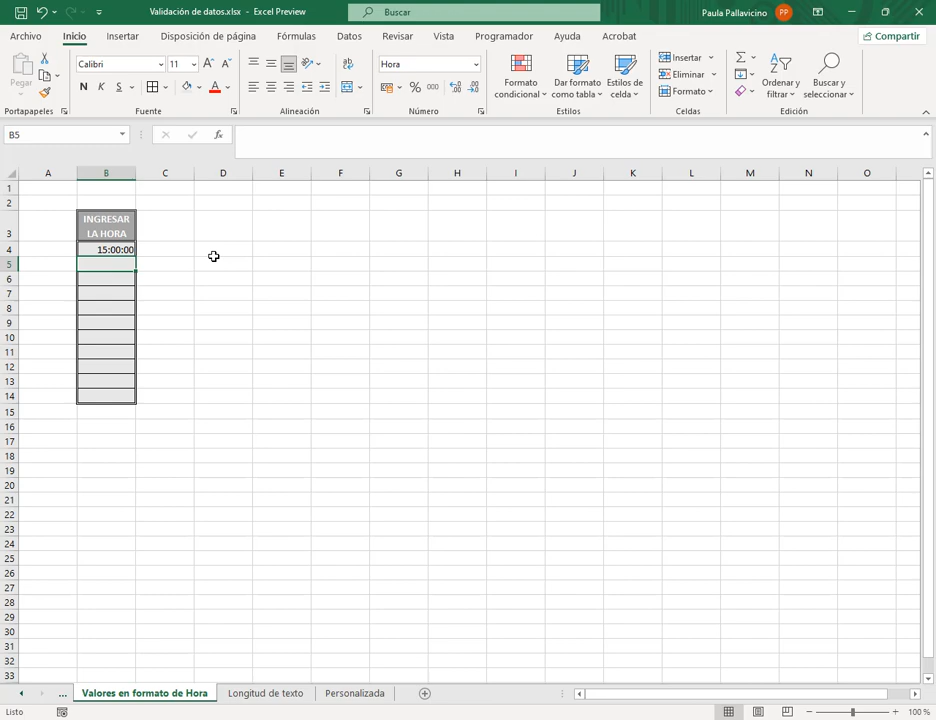 Validación de datos.xlsx - Excel Preview
Buscar
Paula Pallavicino PP
Archivo Inicio Insertar Disposición de página Fórmulas Datos Revisar Vista Programador Ayuda Acrobat Compartir
Pegar
Calibri 11
Hora
Formato condicional
Dar formato como tabla
Estilos de celda
Insertar
Eliminar
Formato
Ordenar y filtrar
Buscar y seleccionar
N K S
% 000
Portapapeles Fuente Alineación Número Estilos Celdas Edición
B5 fx
A B C D E F G H I J K L M N O
1
2
3 INGRESAR LA HORA
4 15:00:00
5
6
7
8
9
10
11
12
13
14
15
16
17
18
19
20
21
22
23
24
25
26
27
28
29
30
31
32
33
... Valores en formato de Hora Longitud de texto Personalizada
Listo 100 %